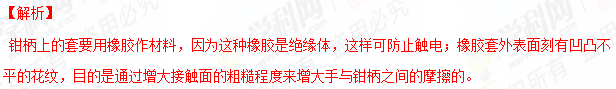 【解析】
钳柄上的套要用橡胶作材料，因为这种橡胶是绝缘体，这样可防止触电；橡胶套外表面刻有凹凸不
平的花纹，目的是通过增大接触面的粗糙程度来增大手与钳柄之间的摩擦的。